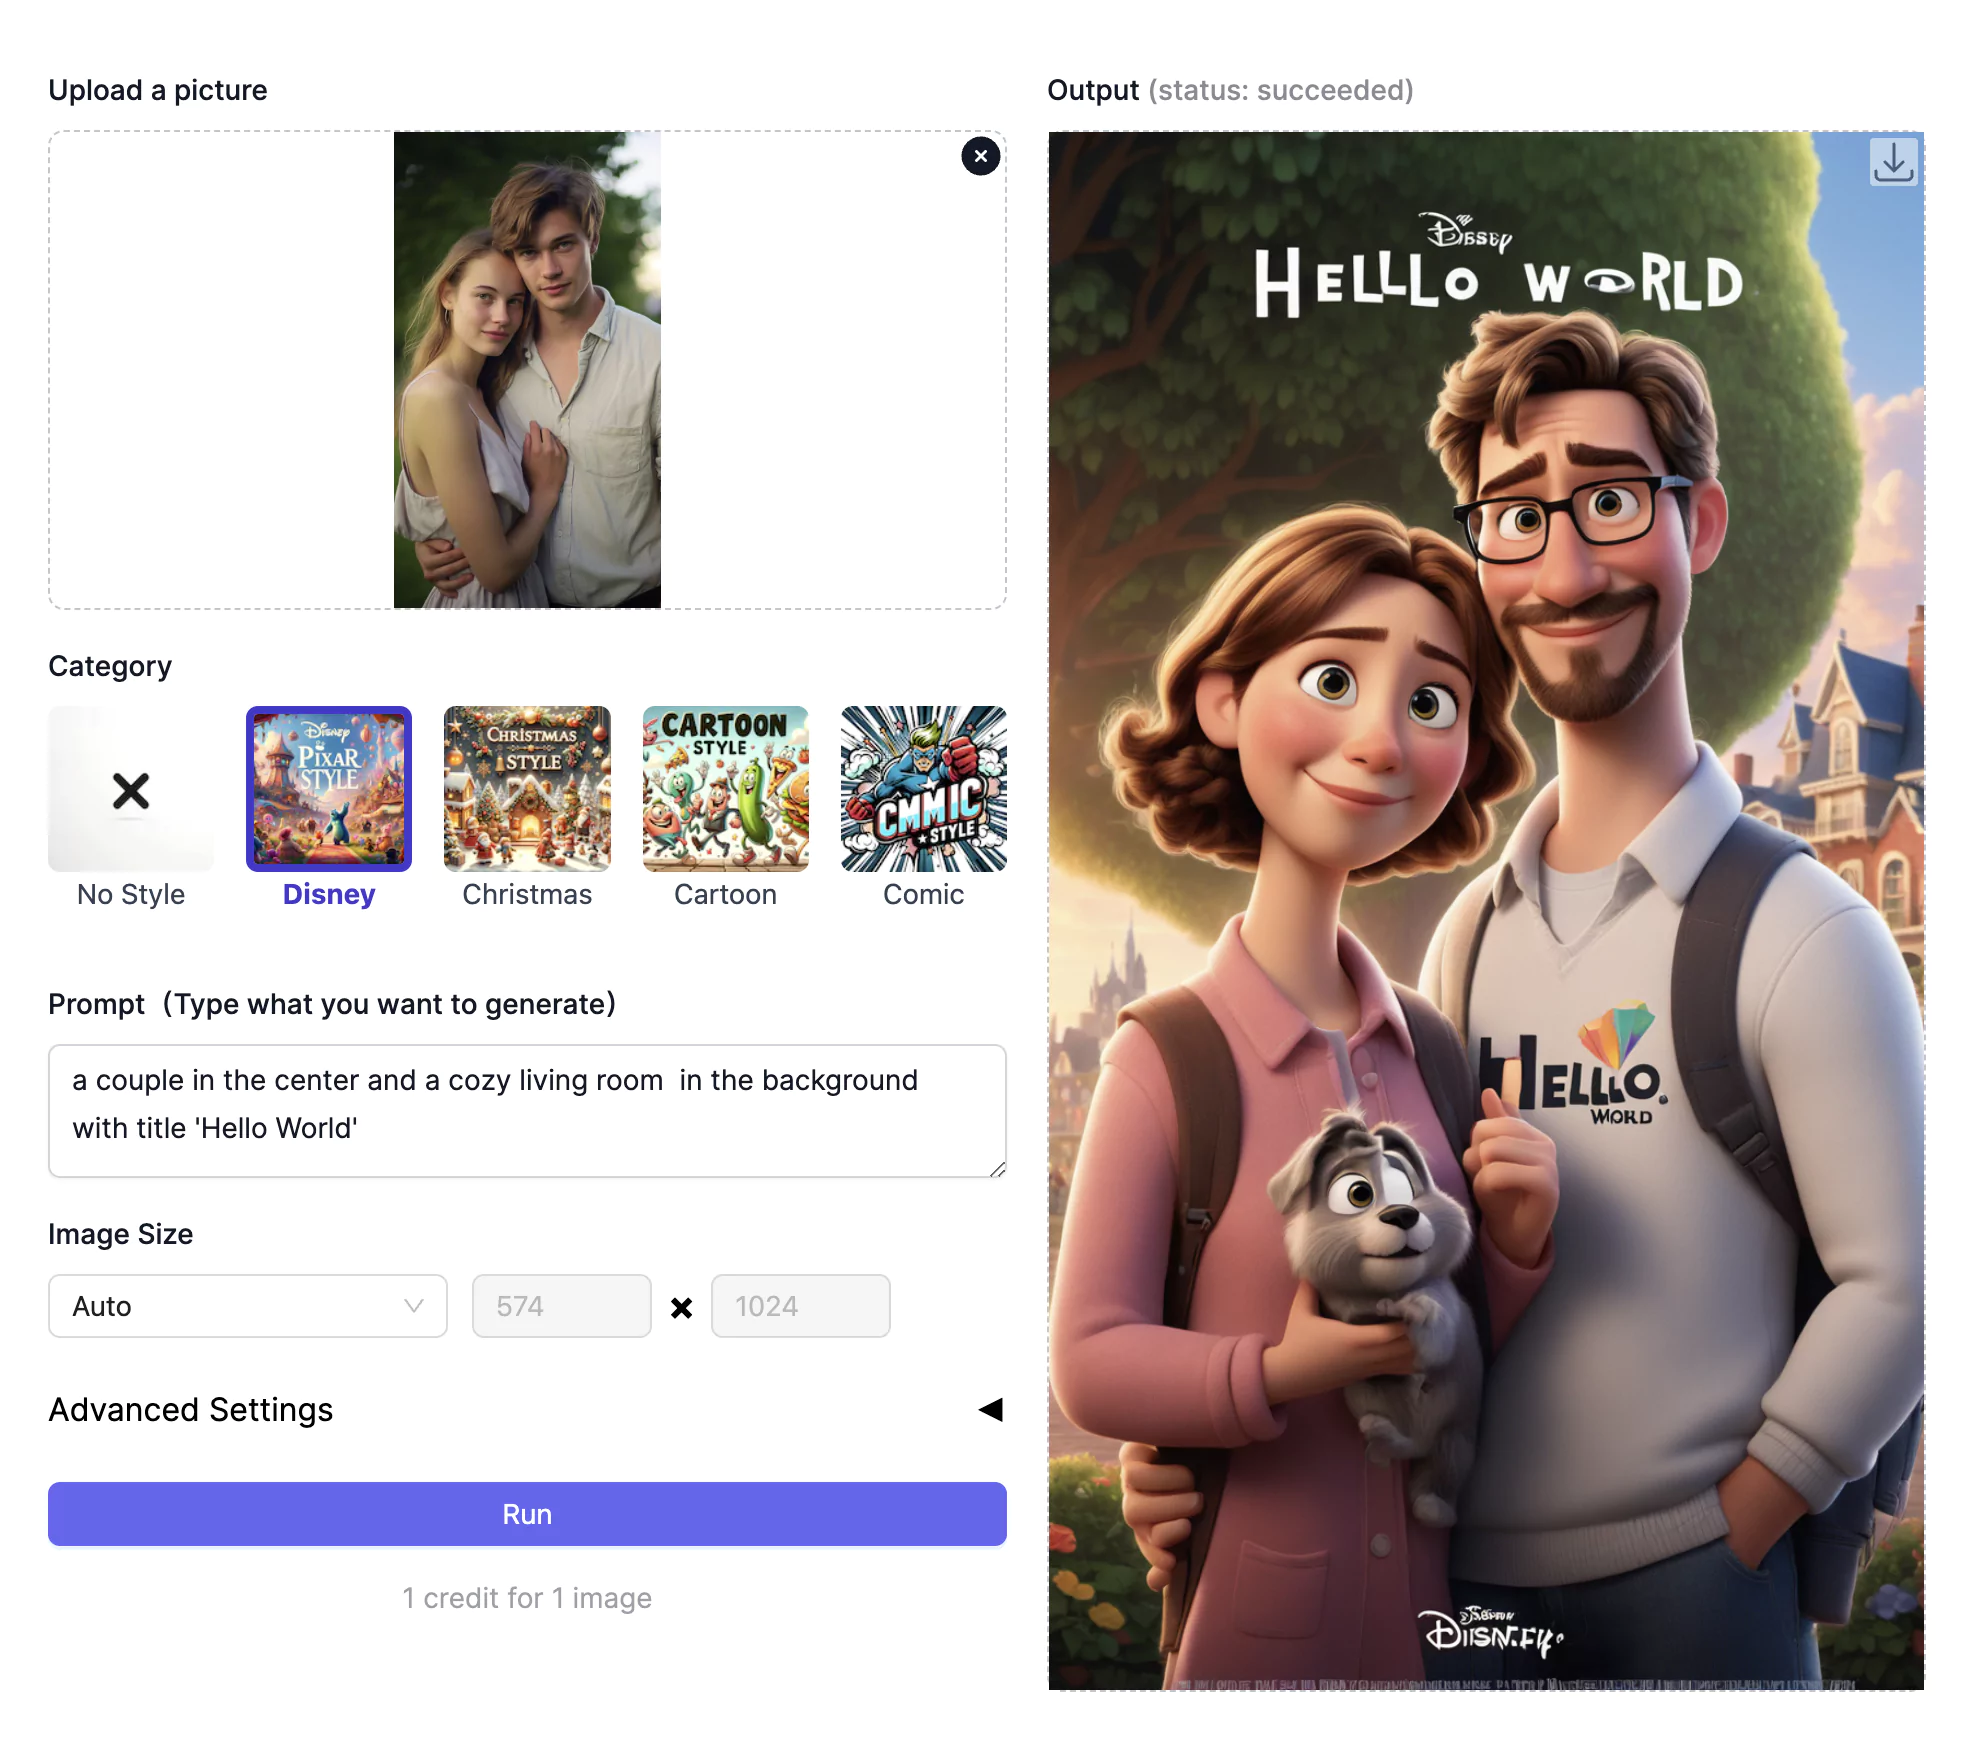 Upload a picture
Category
DISNEY
PIXAR
STYLE
CHRISTMAS
STYLE
CARTOON
STYLE
CMMIC
STYLE
No Style
Disney
Christmas
Cartoon
Comic
Prompt (Type what you want to generate)
a couple in the center and a cozy living room in the background
with title 'Hello World'
Image Size
Auto
574
1024
Advanced Settings
Run
1 credit for 1 image
Output (status: succeeded)
HELLLO WORLD
HELLLO.
WORD